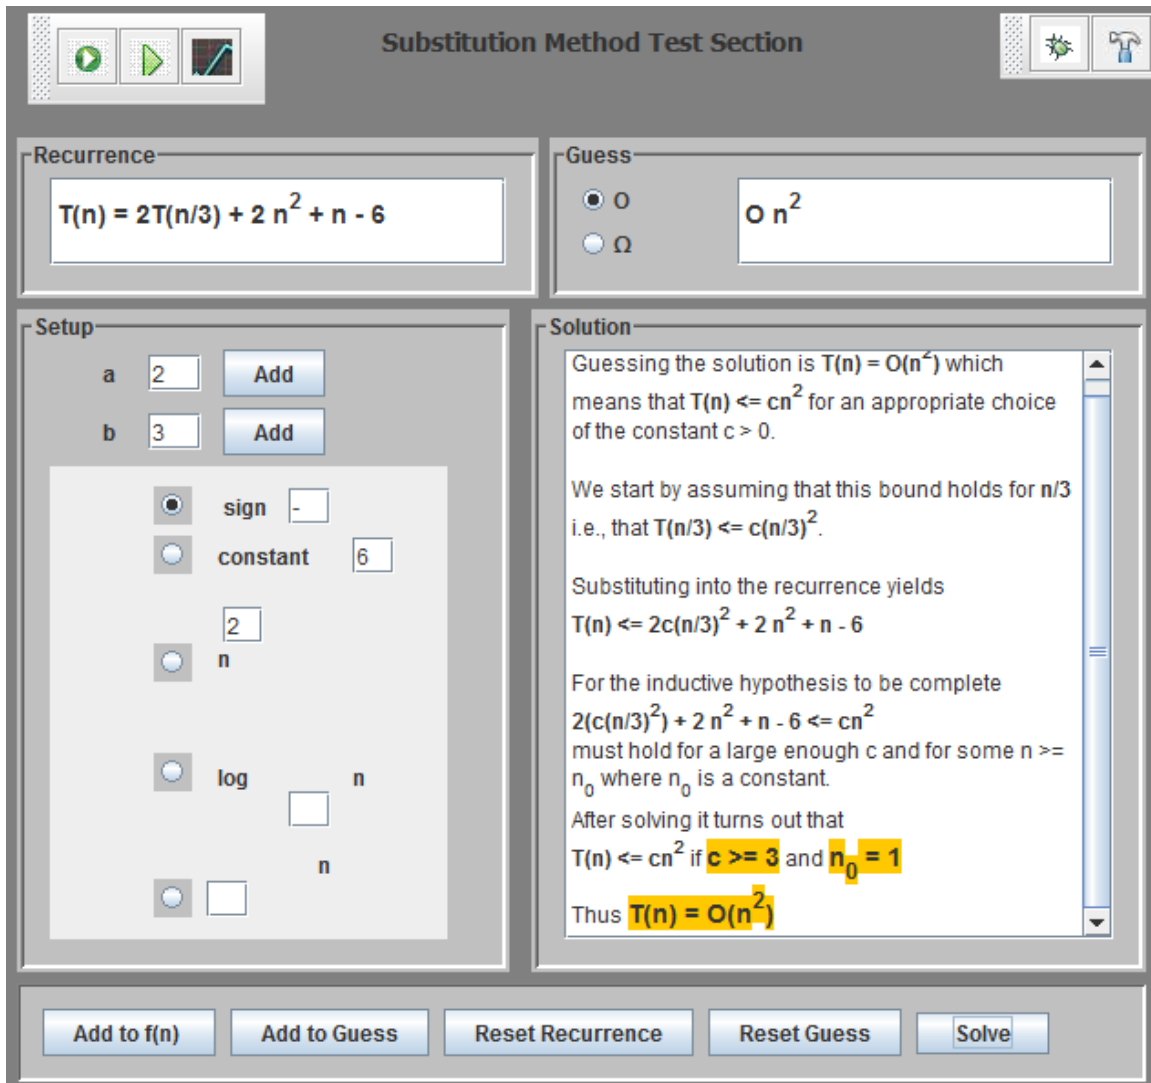 Substitution Method Test Section
Recurrence
T(n) = 2T(n/3) + 2 n² + n - 6
Guess
O
Ω
O n²
Setup
a 2 Add
b 3 Add
sign -
constant 6
2
n
log n
n
Solution
Guessing the solution is T(n) = O(n²) which
means that T(n) <= cn² for an appropriate choice
of the constant c > 0.
We start by assuming that this bound holds for n/3
i.e., that T(n/3) <= c(n/3)².
Substituting into the recurrence yields
T(n) <= 2c(n/3)² + 2 n² + n - 6
For the inductive hypothesis to be complete
2(c(n/3)²) + 2 n² + n - 6 <= cn²
must hold for a large enough c and for some n >=
n₀ where n₀ is a constant.
After solving it turns out that
T(n) <= cn² if c >= 3 and n₀ = 1
Thus T(n) = O(n²)
Add to f(n) Add to Guess Reset Recurrence Reset Guess Solve